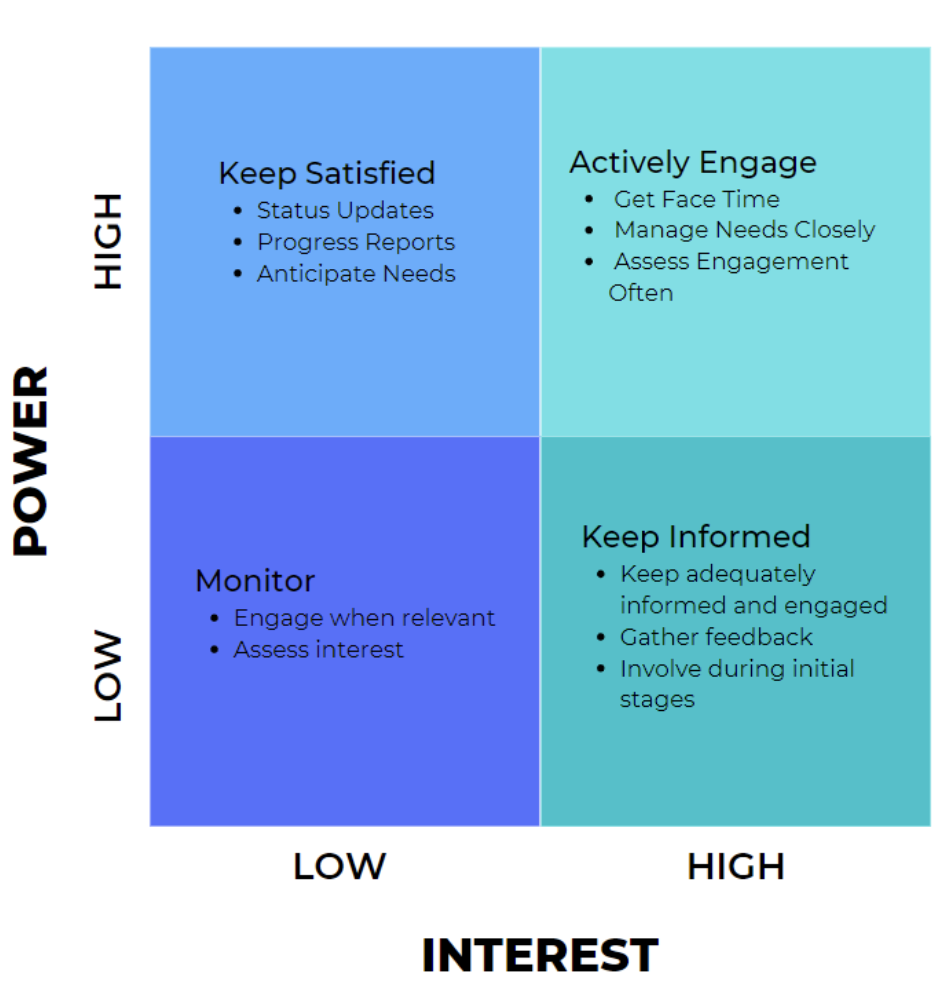 Keep Satisfied
• Status Updates
• Progress Reports
• Anticipate Needs
Actively Engage
• Get Face Time
• Manage Needs Closely
• Assess Engagement
Often
HIGH
POWER
Monitor
• Engage when relevant
• Assess interest
Keep Informed
• Keep adequately
informed and engaged
• Gather feedback
• Involve during initial
stages
LOW
LOW
HIGH
INTEREST